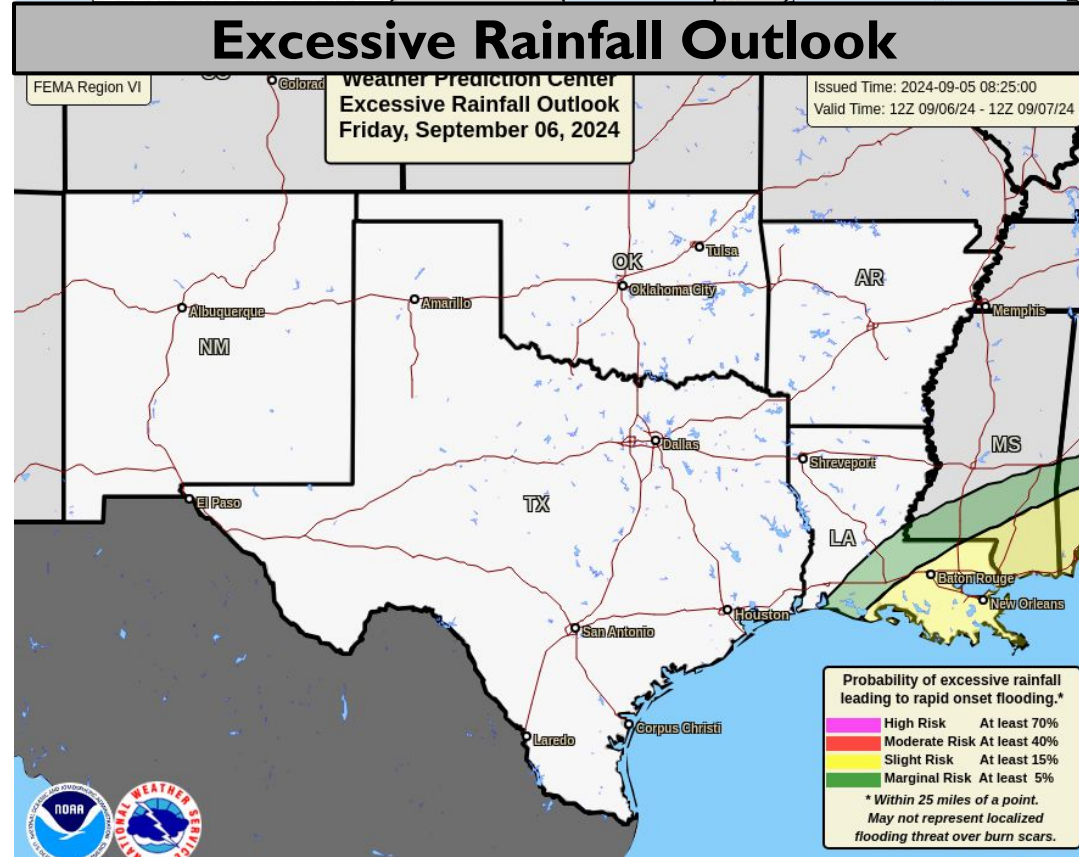 Excessive Rainfall Outlook
FEMA Region VI
Weather Prediction Center
Excessive Rainfall Outlook
Friday, September 06, 2024
Issued Time: 2024-09-05 08:25:00
Valid Time: 12Z 09/06/24 - 12Z 09/07/24
Colorad
OK
Tulsa
Oklahoma City
AR
Albuquerque
Amarillo
Memphis
NM
Dallas
MS
Shreveport
El Paso
TX
LA
Baton Rouge
New Orleans
Houston
San Antonio
Corpus Christi
Laredo
Probability of excessive rainfall
leading to rapid onset flooding.*
High Risk At least 70%
Moderate Risk At least 40%
Slight Risk At least 15%
Marginal Risk At least 5%
* Within 25 miles of a point.
May not represent localized
flooding threat over burn scars.
NOAA
NATIONAL WEATHER SERVICE